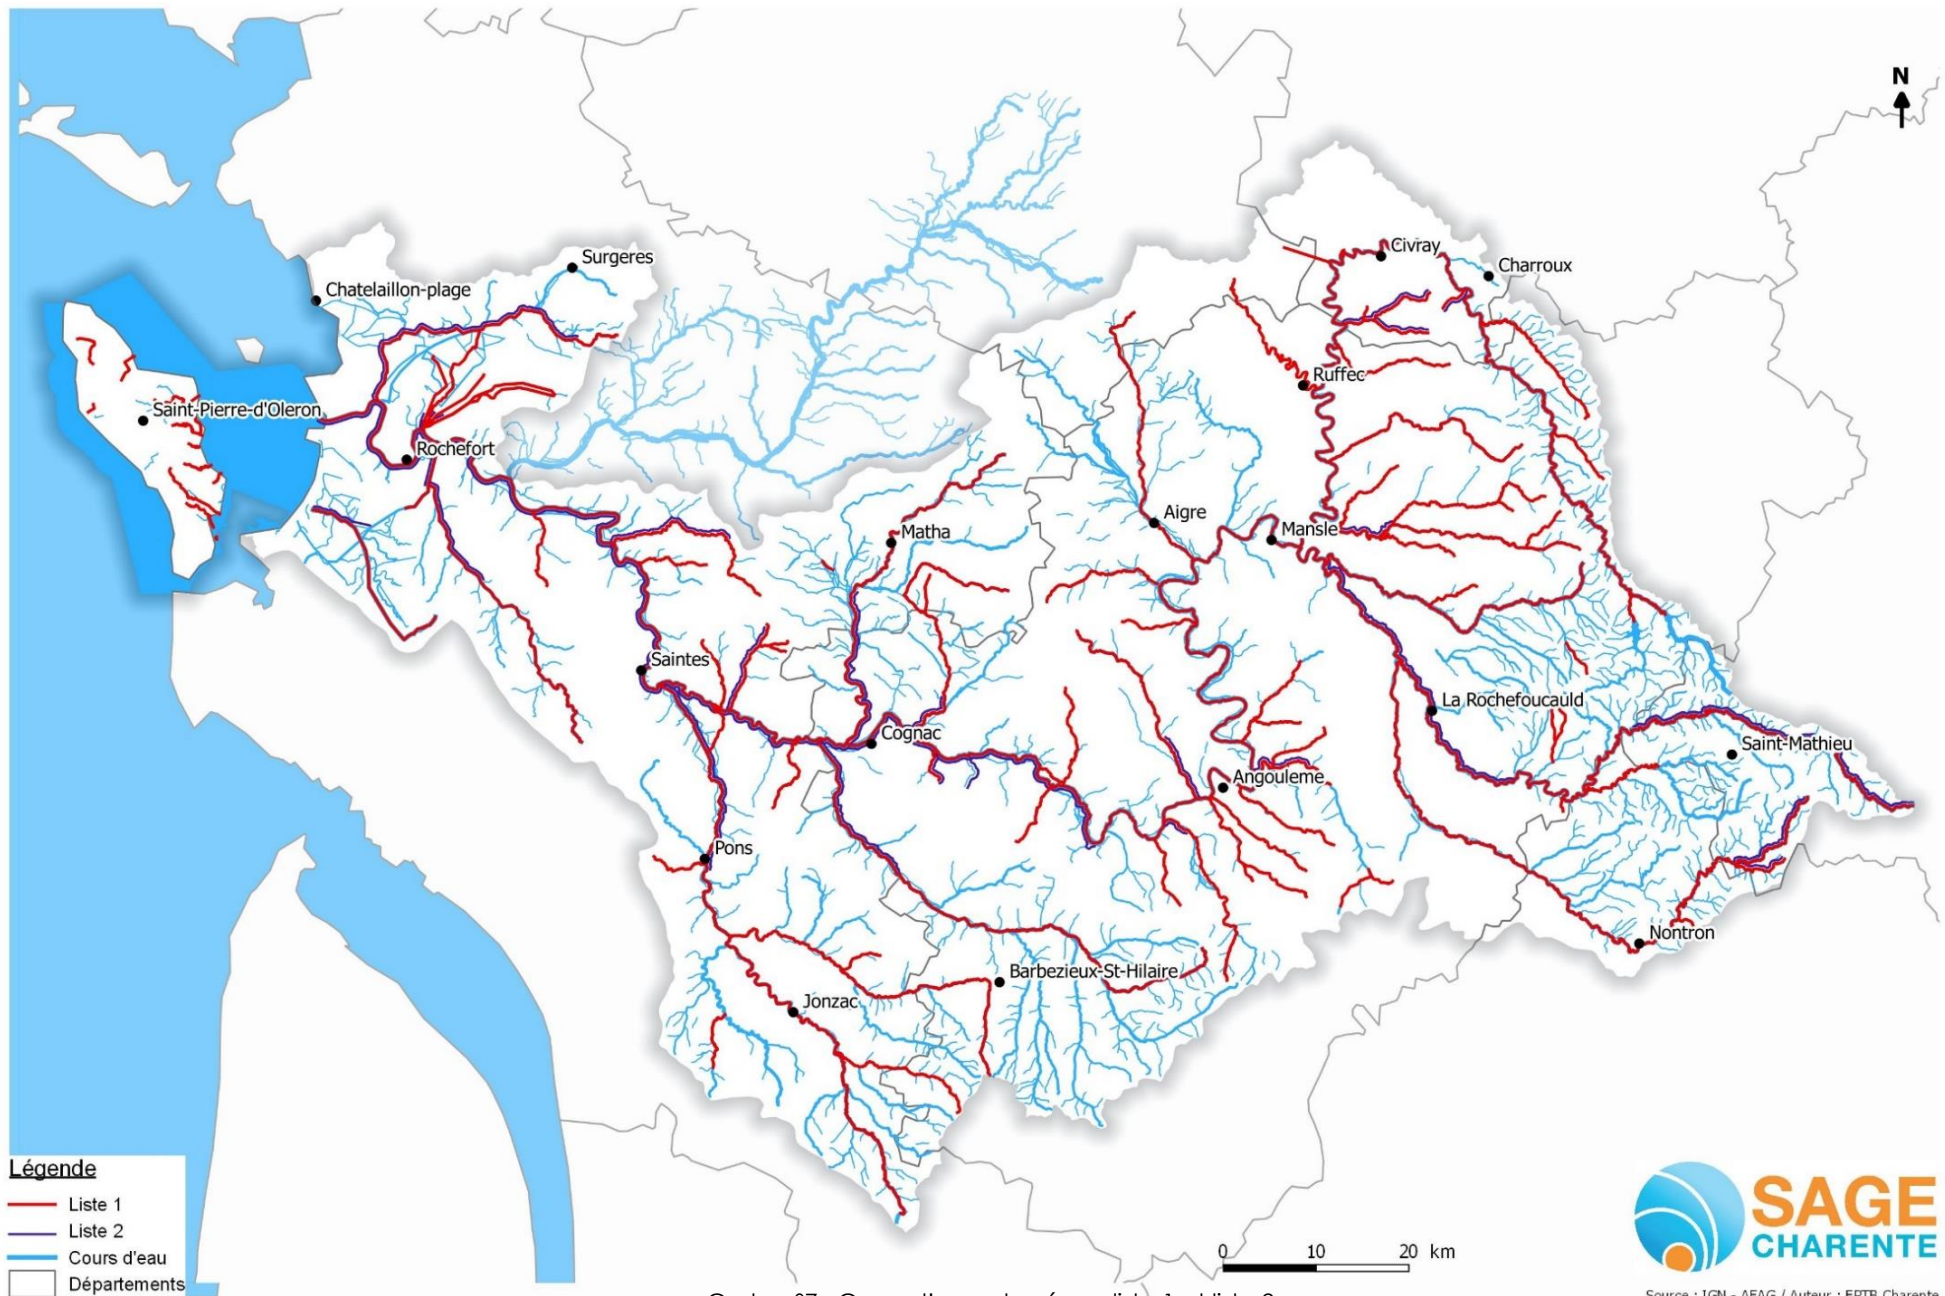 N
Civray
Surgeres
Charroux
Chatelaillon-plage
Ruffec
Saint-Pierre-d'Oleron
Rochefort
Aigre
Matha
Mansle
Saintes
La Rochefoucauld
Cognac
Saint-Mathieu
Angouleme
Pons
Nontron
Barbezieux-St-Hilaire
Jonzac
Légende
Liste 1
Liste 2
Cours d'eau
Départements
0 10 20 km
SAGE
CHARENTE